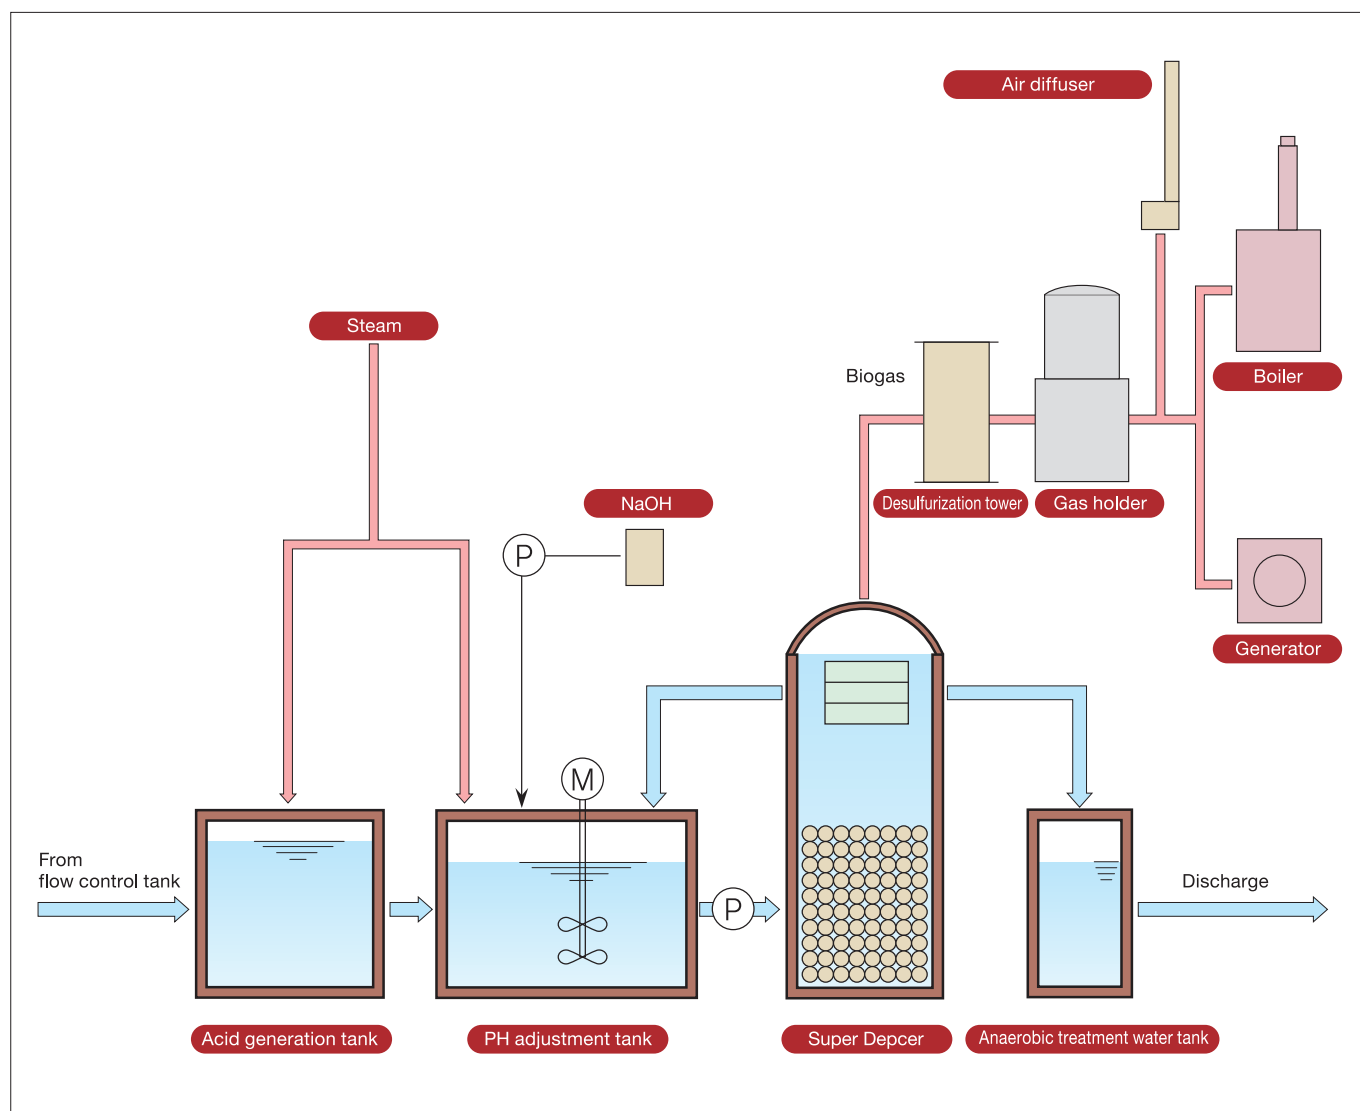 Air diffuser
Steam
Boiler
Biogas
Desulfurization tower
Gas holder
NaOH
P
Generator
M
From
flow control tank
P
Discharge
Acid generation tank
PH adjustment tank
Super Depcer
Anaerobic treatment water tank